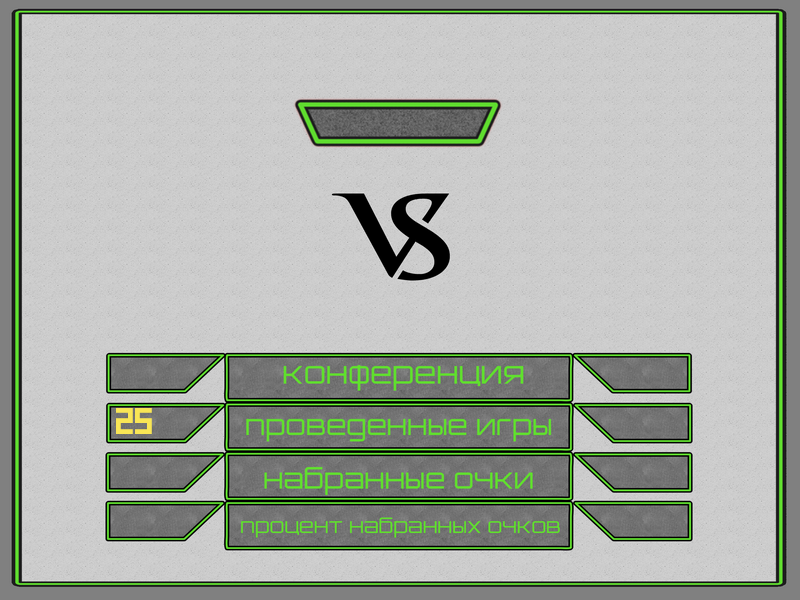 VS
конференция
25
проведенные игры
набранные очки
процент набранных очков